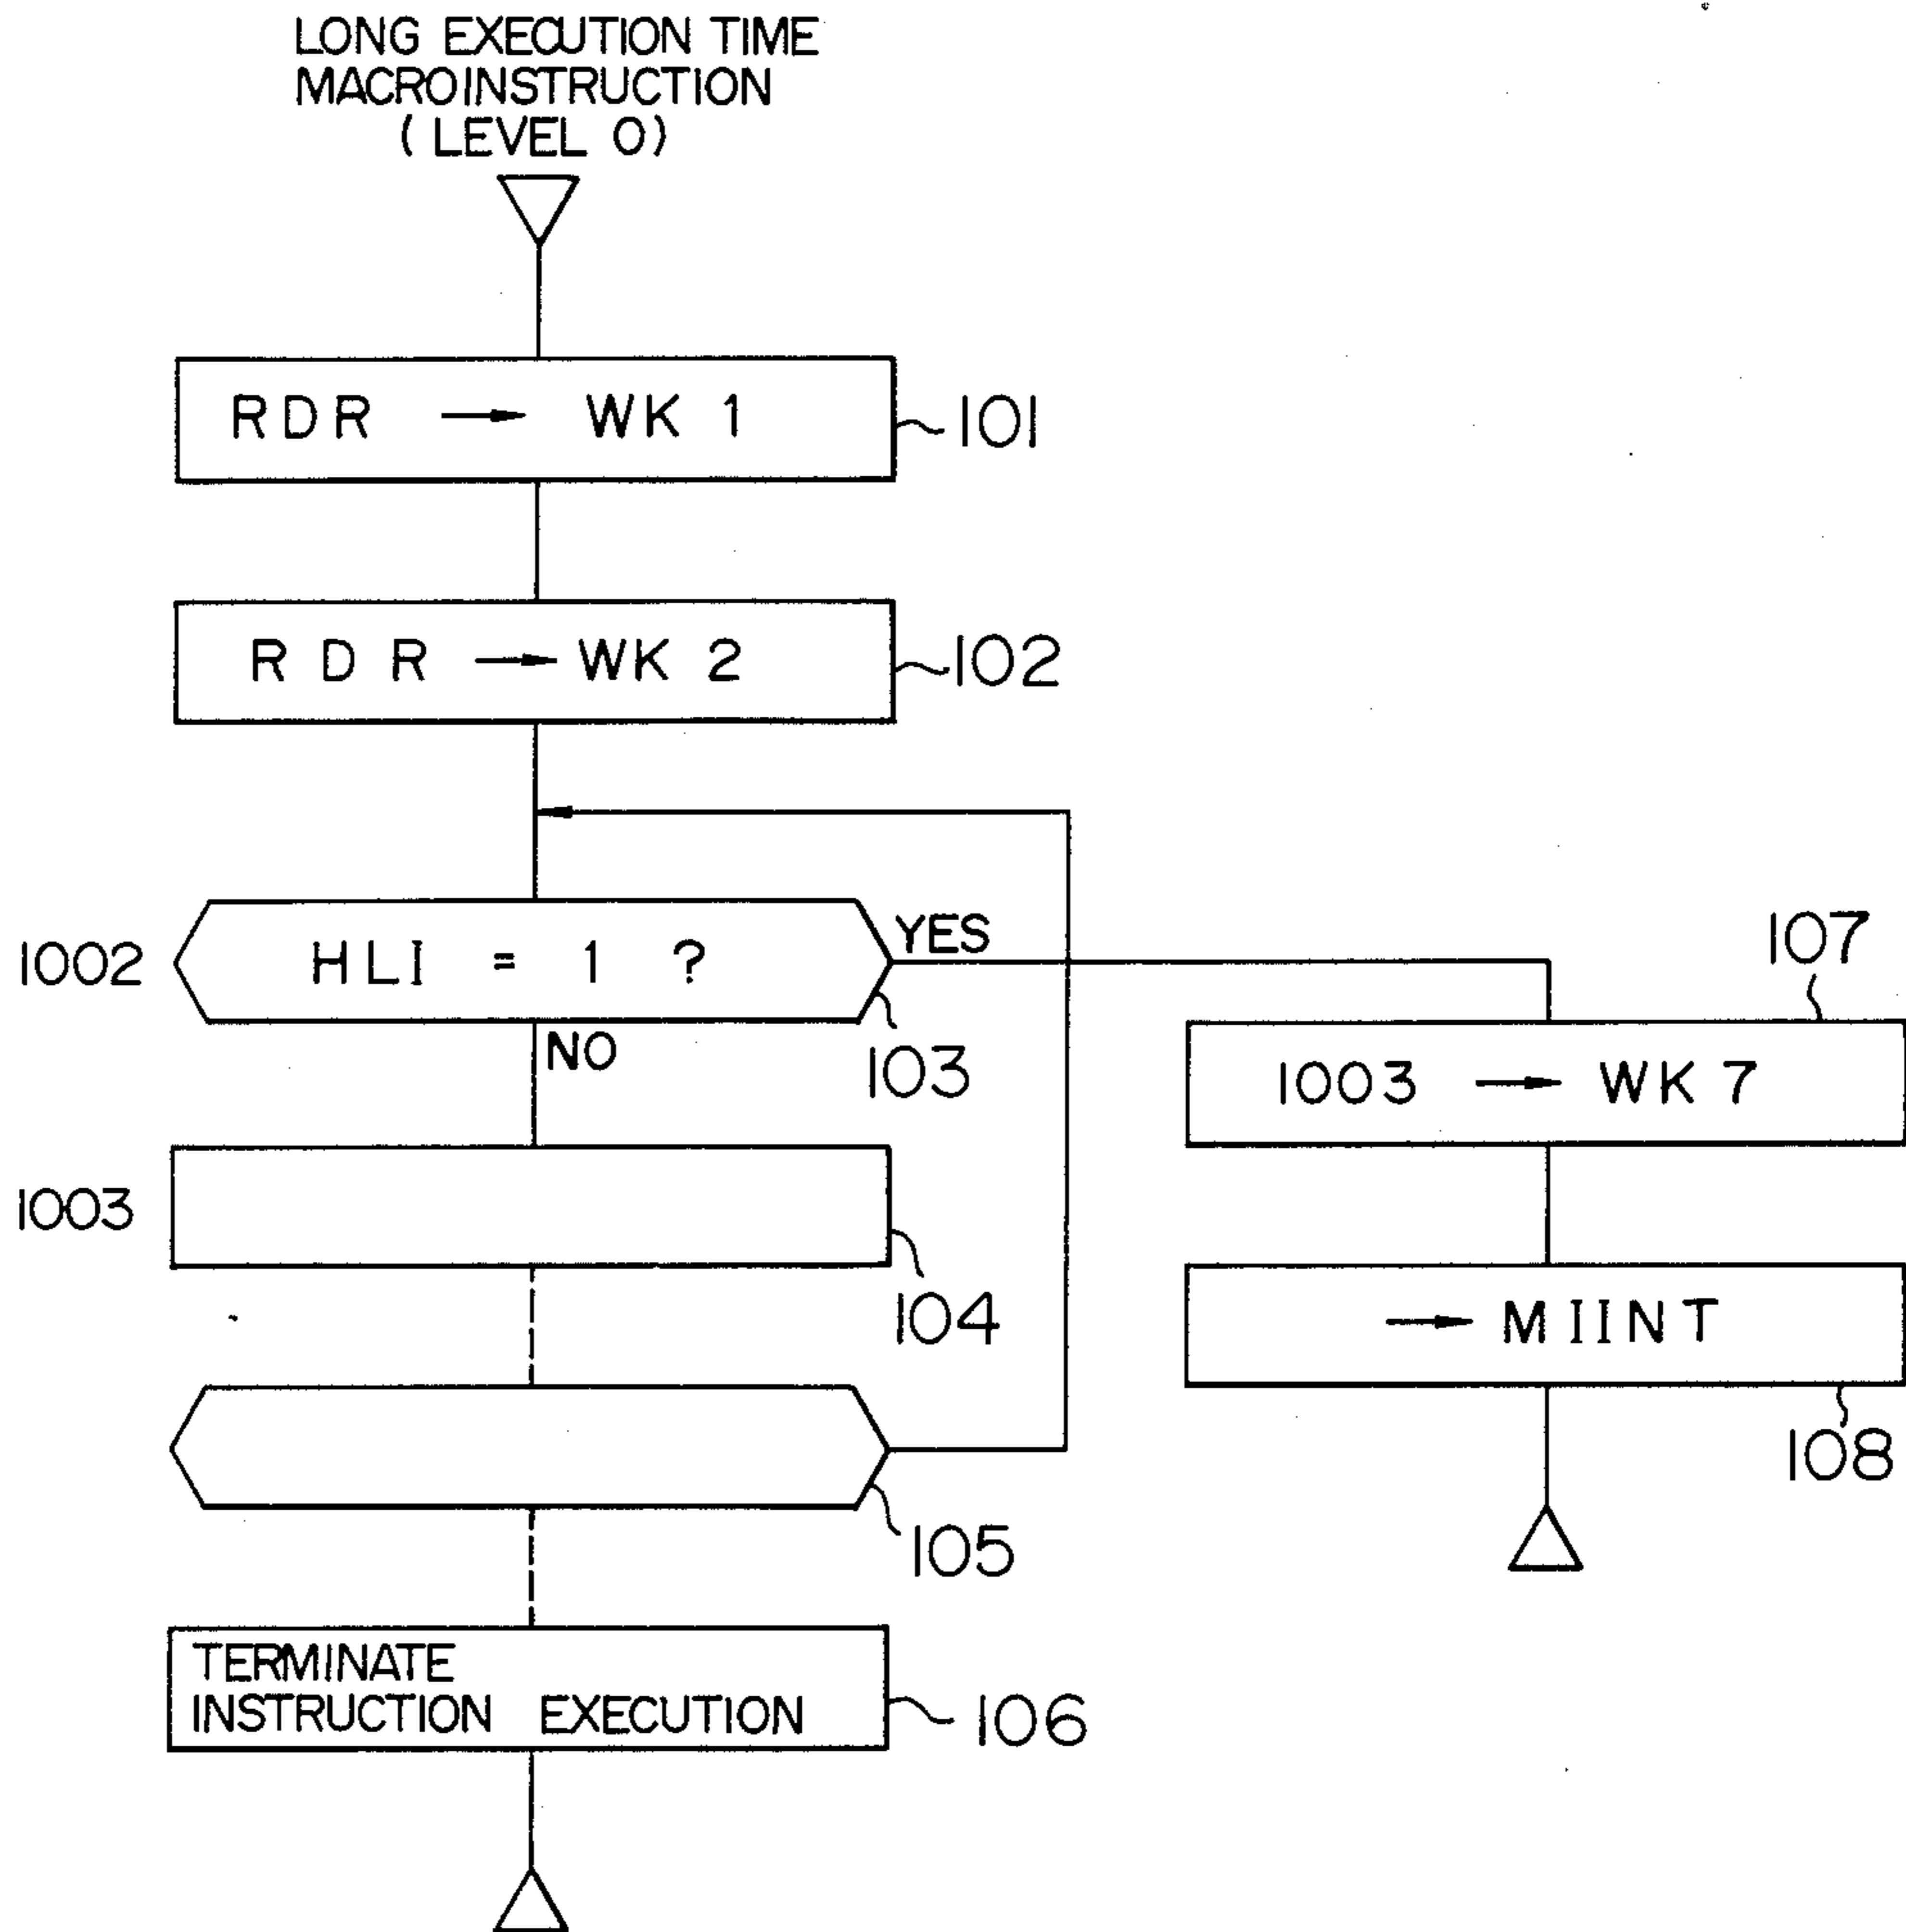 LONG EXECUTION TIME
MACROINSTRUCTION
(LEVEL 0)
RDR → WK 1
101
RDR → WK 2
102
1002
HLI = 1 ?
YES
103
NO
107
1003 → WK 7
1003
104
→ MIINT
108
105
TERMINATE
INSTRUCTION EXECUTION
106